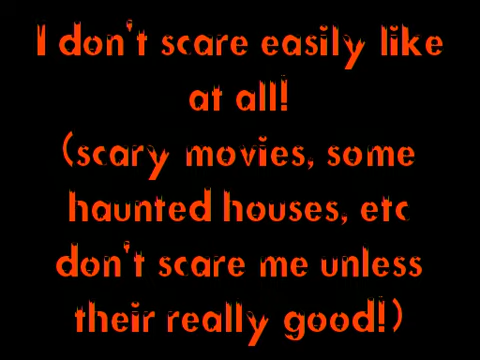 I don't scare easily like
at all!
(scary movies, some
haunted houses, etc
don't scare me unless
their really good!)